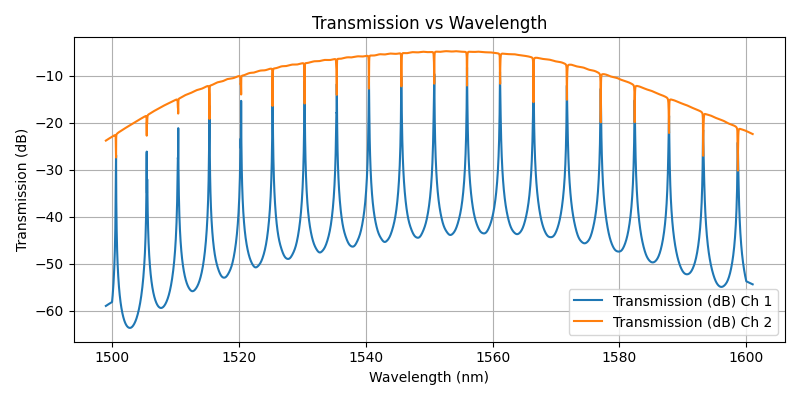 Transmission vs Wavelength
Transmission (dB)
−10
−20
−30
−40
−50
−60
1500
1520
1540
1560
1580
1600
Wavelength (nm)
Transmission (dB) Ch 1
Transmission (dB) Ch 2